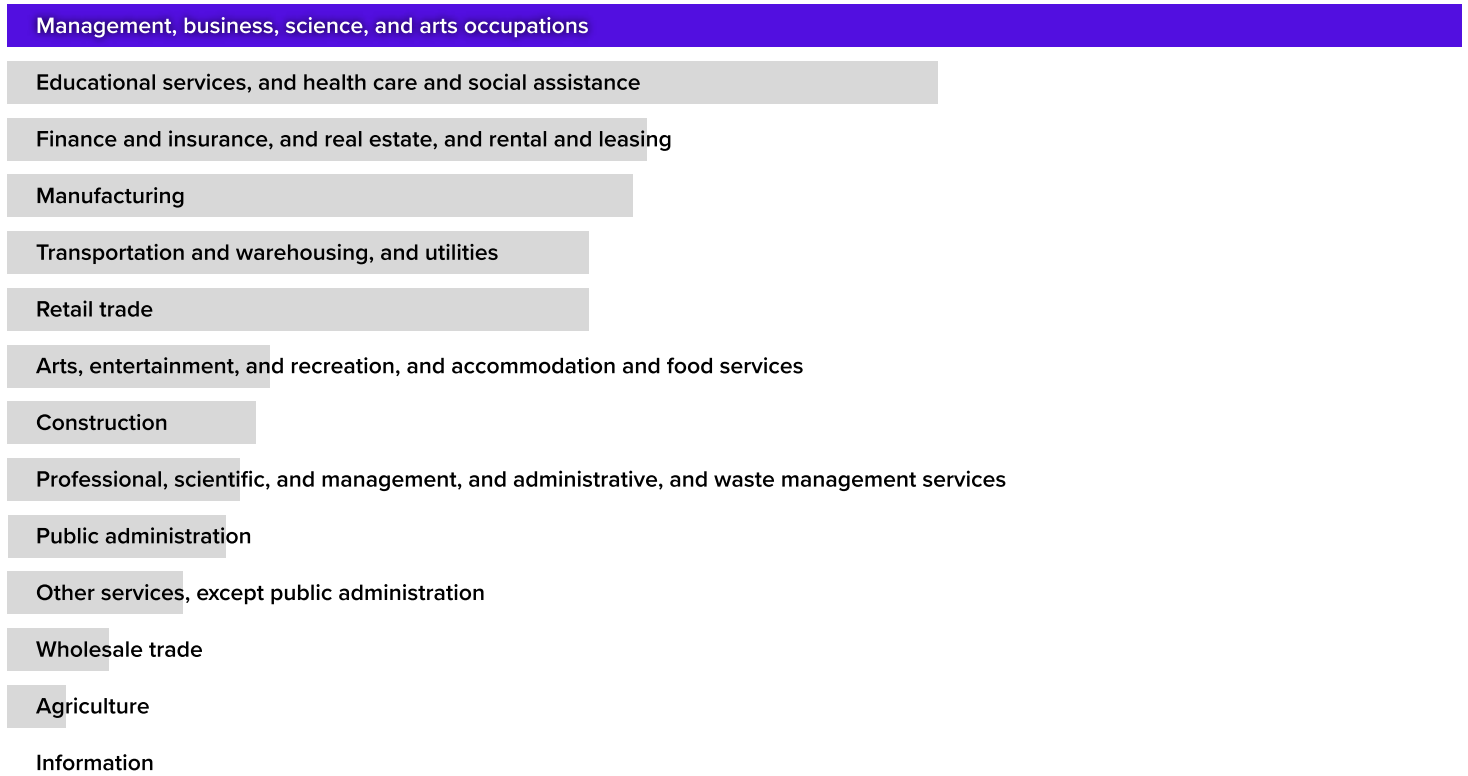 Management, business, science, and arts occupations
Educational services, and health care and social assistance
Finance and insurance, and real estate, and rental and leasing
Manufacturing
Transportation and warehousing, and utilities
Retail trade
Arts, entertainment, and recreation, and accommodation and food services
Construction
Professional, scientific, and management, and administrative, and waste management services
Public administration
Other services, except public administration
Wholesale trade
Agriculture
Information